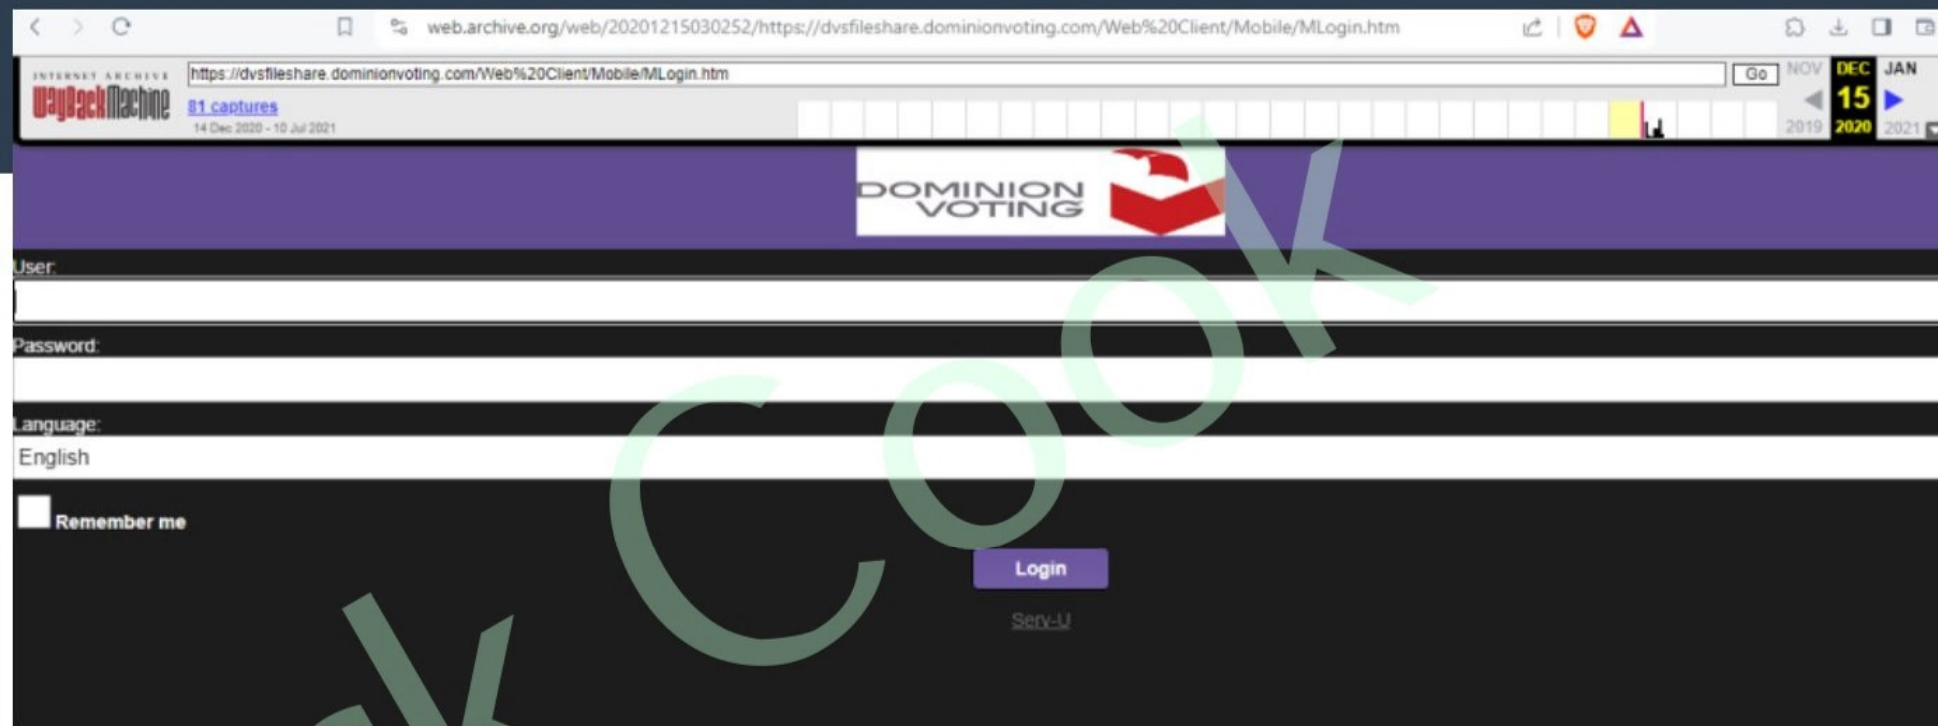 web.archive.org/web/20201215030252/https://dvsfileshare.dominionvoting.com/Web%20Client/Mobile/MLogin.htm
INTERNET ARCHIVE
WayBackMachine
https://dvsfileshare.dominionvoting.com/Web%20Client/Mobile/MLogin.htm
Go
NOV DEC JAN
81 captures
15
14 Dec 2020 - 10 Jul 2021
2019 2020 2021
DOMINION
VOTING
User:
Password:
Language:
English
Remember me
Login
Serv-U
k Cook